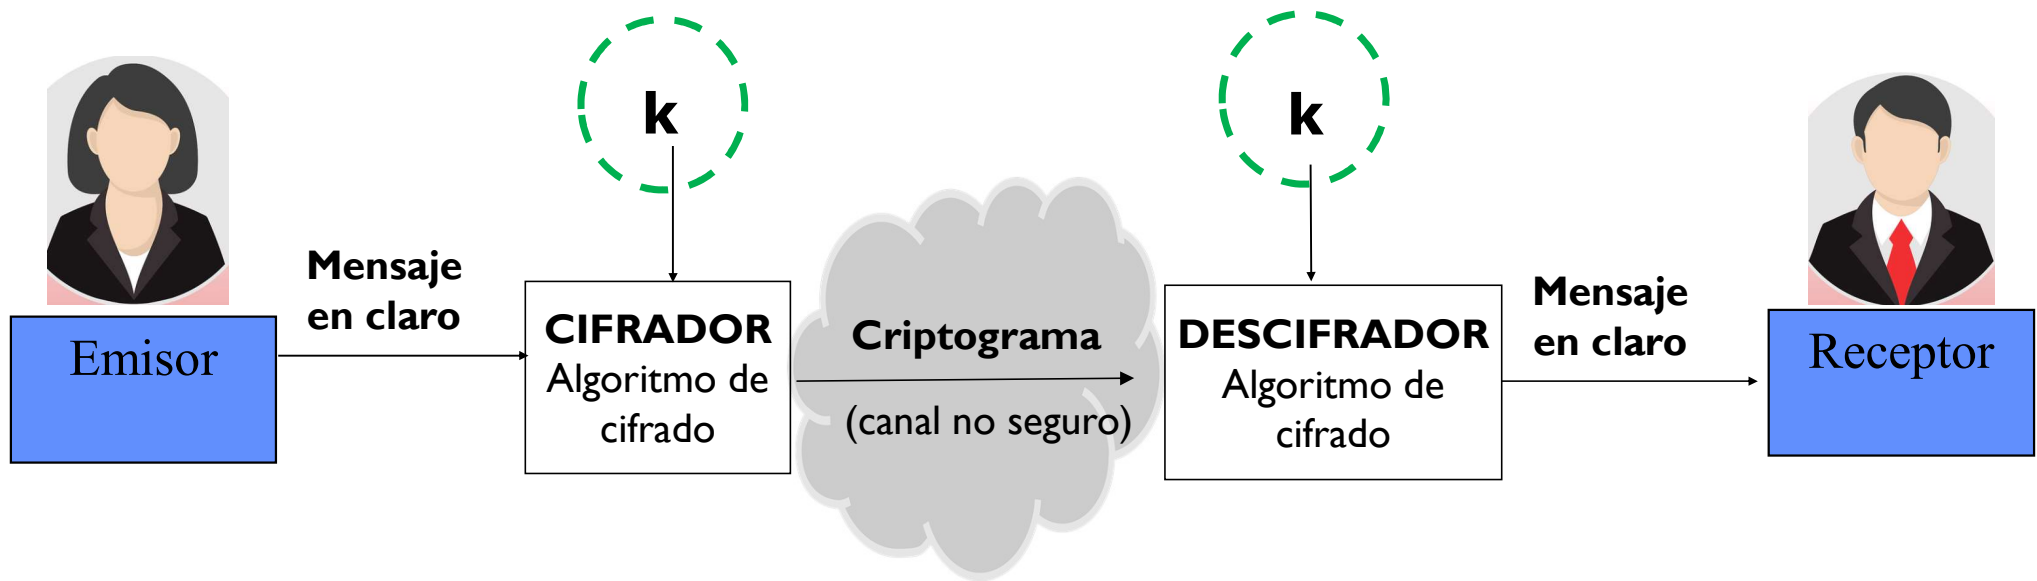 k
k
Mensaje
en claro
Emisor
CIFRADOR
Algoritmo de
cifrado
Criptograma
(canal no seguro)
DESCIFRADOR
Algoritmo de
cifrado
Mensaje
en claro
Receptor